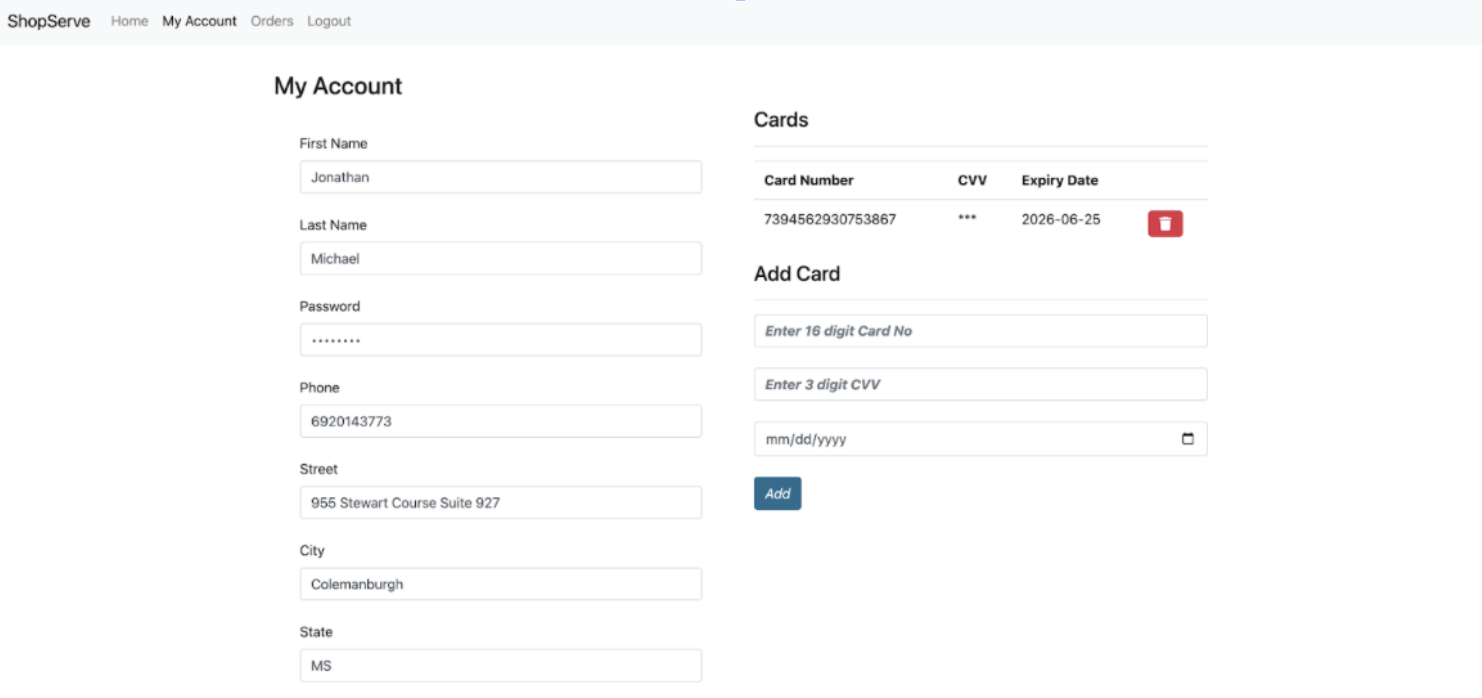 ShopServe Home My Account Orders Logout
My Account
First Name
Jonathan
Last Name
Michael
Password
••••••••
Phone
6920143773
Street
955 Stewart Course Suite 927
City
Colemanburgh
State
MS
Cards
Card Number CVV Expiry Date
7394562930753867 *** 2026-06-25
Add Card
Enter 16 digit Card No
Enter 3 digit CVV
mm/dd/yyyy
Add